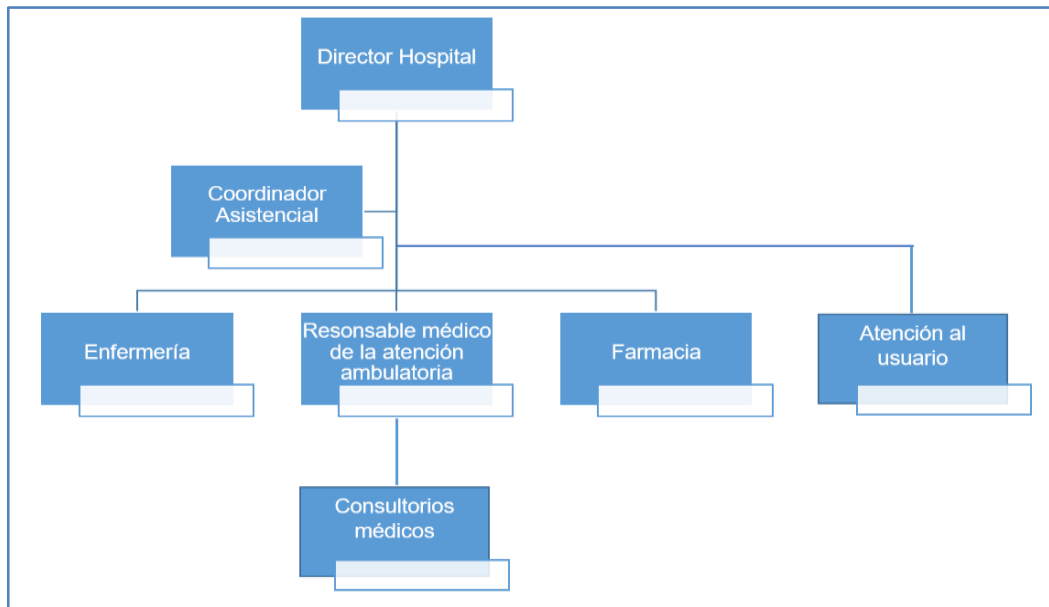 Director Hospital
Coordinador
Asistencial
Enfermería
Resonsable médico
de la atención
ambulatoria
Farmacia
Atención al
usuario
Consultorios
médicos